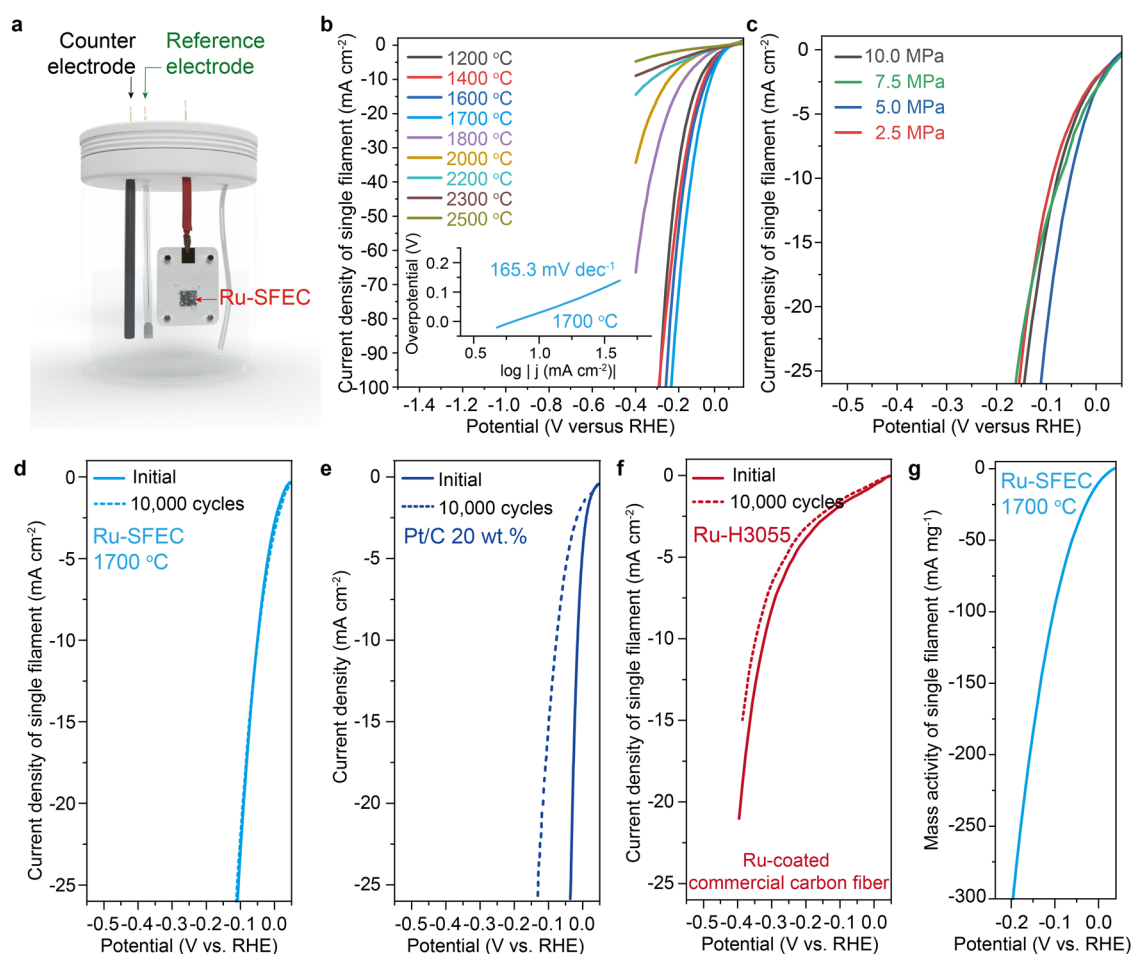 a
Counter
electrode
Reference
electrode
Ru-SFEC
b
Current density of single filament (mA cm⁻²)
0
-10
-20
-30
-40
-50
-60
-70
-80
-90
-100
1200 °C
1400 °C
1600 °C
1700 °C
1800 °C
2000 °C
2200 °C
2300 °C
2500 °C
Overpotential (V)
0.2
0.1
0.0
165.3 mV dec⁻¹
1700 °C
0.5 1.0 1.5
log | j (mA cm⁻²)|
-1.4 -1.2 -1.0 -0.8 -0.6 -0.4 -0.2 0.0
Potential (V versus RHE)
c
Current density of single filament (mA cm⁻²)
0
-5
-10
-15
-20
-25
10.0 MPa
7.5 MPa
5.0 MPa
2.5 MPa
-0.5 -0.4 -0.3 -0.2 -0.1 0.0
Potential (V versus RHE)
d
Current density of single filament (mA cm⁻²)
0
-5
-10
-15
-20
-25
Initial
10,000 cycles
Ru-SFEC
1700 °C
-0.5 -0.4 -0.3 -0.2 -0.1 0.0
Potential (V vs. RHE)
e
Current density (mA cm⁻²)
0
-5
-10
-15
-20
-25
Initial
10,000 cycles
Pt/C 20 wt.%
-0.5 -0.4 -0.3 -0.2 -0.1 0.0
Potential (V vs. RHE)
f
Current density of single filament (mA cm⁻²)
0
-5
-10
-15
-20
-25
Initial
10,000 cycles
Ru-H3055
Ru-coated
commercial carbon fiber
-0.5 -0.4 -0.3 -0.2 -0.1 0.0
Potential (V vs. RHE)
g
Mass activity of single filament (mA mg⁻¹)
0
-50
-100
-150
-200
-250
-300
Ru-SFEC
1700 °C
-0.2 -0.1 0.0
Potential (V vs. RHE)